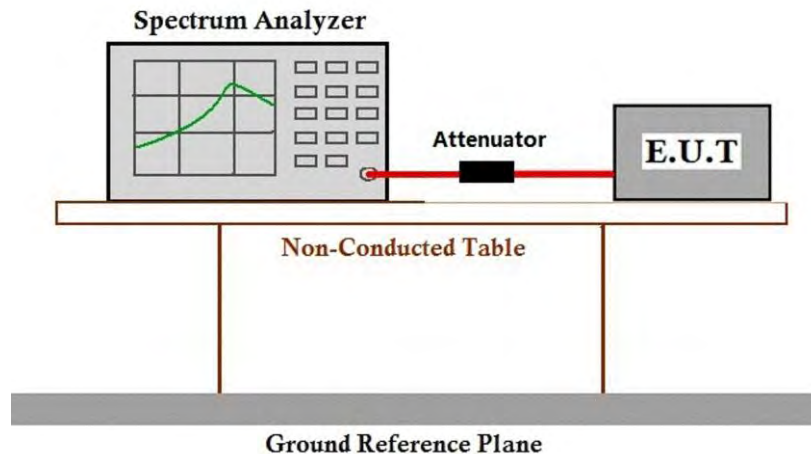 Spectrum Analyzer
Attenuator
E.U.T
Non-Conducted Table
Ground Reference Plane